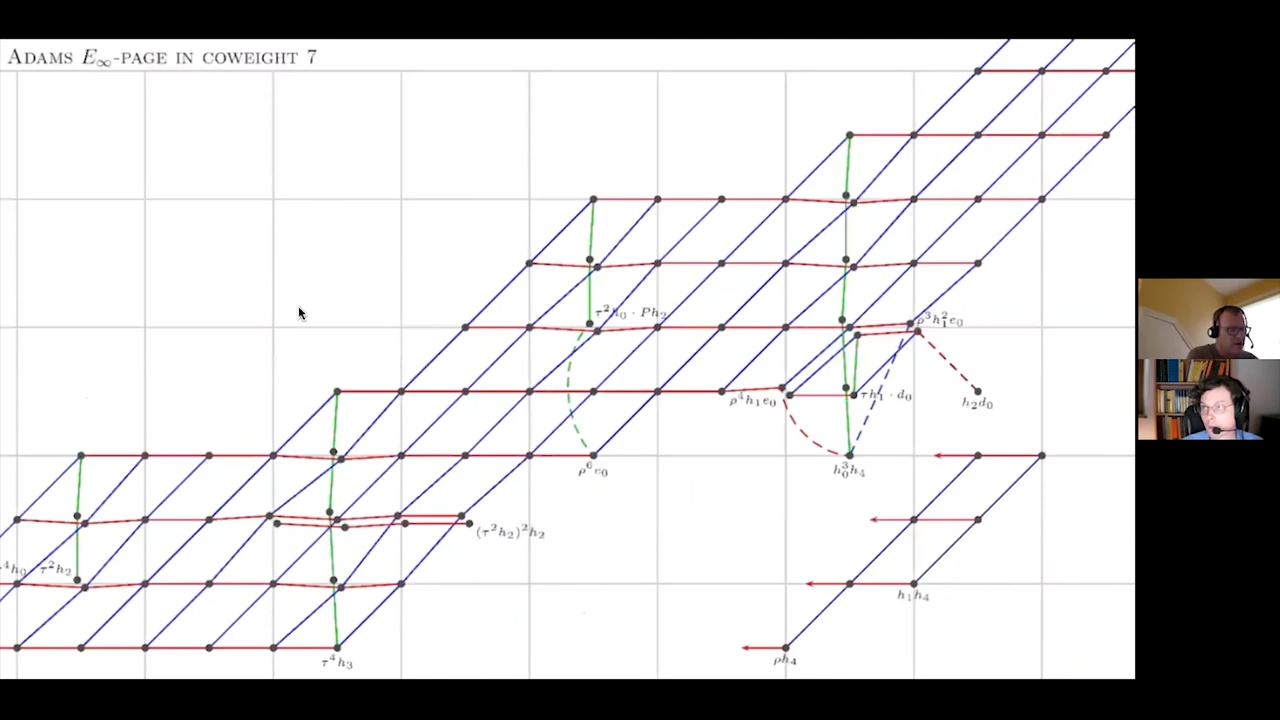 ADAMS E∞-PAGE IN COWEIGHT 7
τ²h₀ · Ph₂
ρ³h₁²e₀
ρ⁴h₁e₀
τh₁ · d₀
h₂d₀
ρ⁶e₀
h₀³h₄
(τ²h₂)²h₂
⁴h₀
τ²h₂
h₁h₄
τ⁴h₃
ρh₄